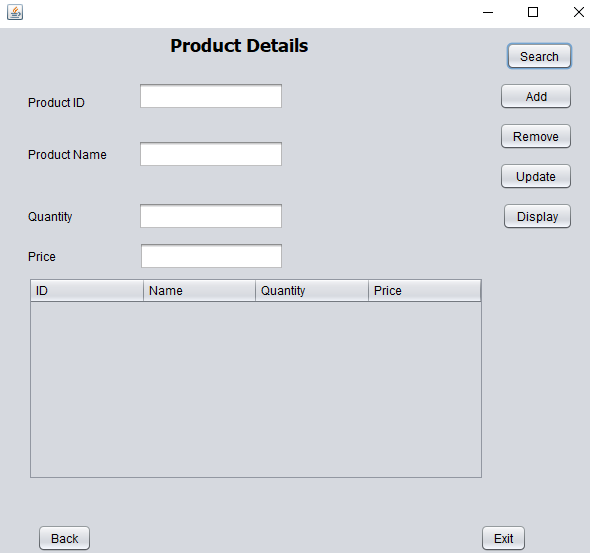 Product Details
Search
Product ID
Add
Product Name
Remove
Update
Quantity
Display
Price
ID Name Quantity Price
Back Exit